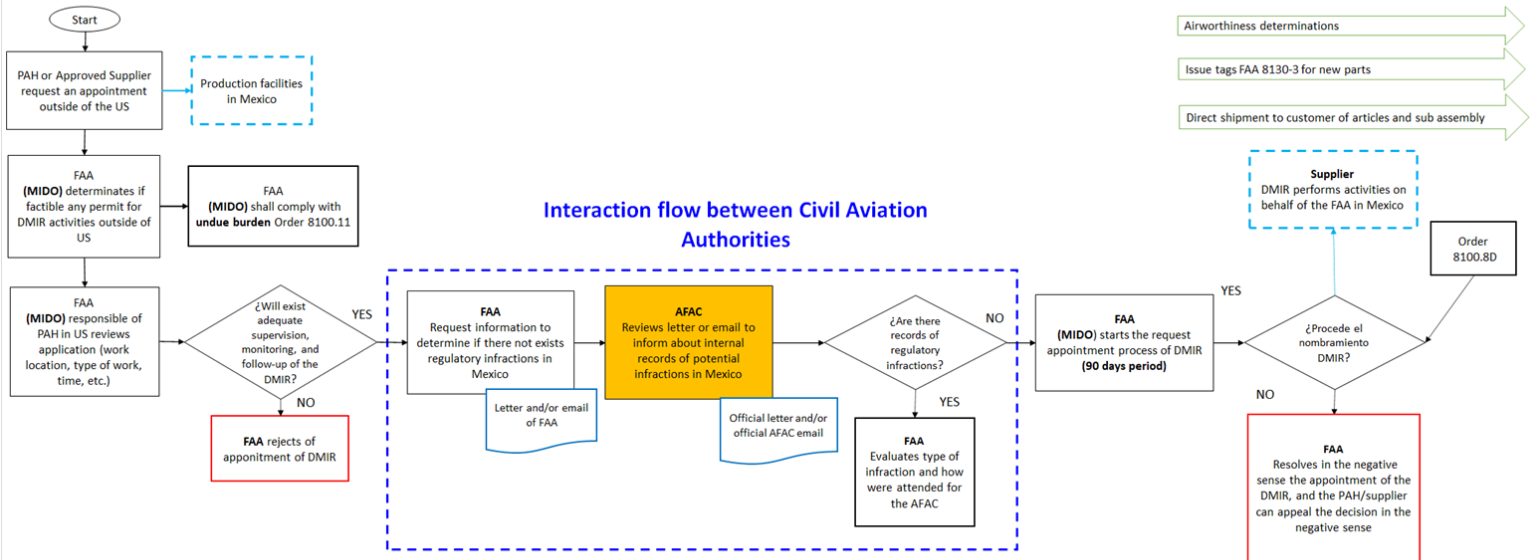 Start
PAH or Approved Supplier
request an appointment
outside of the US
Production facilities
in Mexico
FAA
(MIDO) determinates if
factible any permit for
DMIR activities outside of
US
FAA
(MIDO) shall comply with
undue burden Order 8100.11
FAA
(MIDO) responsible of
PAH in US reviews
application (work
location, type of work,
time, etc.)
¿Will exist
adequate
supervision,
monitoring, and
follow-up of the
DMIR?
YES
NO
FAA rejects of
apponitment of DMIR
Interaction flow between Civil Aviation
Authorities
FAA
Request information to
determine if there not exists
regulatory infractions in
Mexico
Letter and/or email
of FAA
AFAC
Reviews letter or email to
inform about internal
records of potential
infractions in Mexico
Official letter and/or
official AFAC email
¿Are there
records of
regulatory
infractions?
NO
YES
FAA
Evaluates type of
infraction and how
were attended for
the AFAC
FAA
(MIDO) starts the request
appointment process of DMIR
(90 days period)
YES
¿Procede el
nombramiento
DMIR?
NO
Order
8100.8D
Supplier
DMIR performs activities on
behalf of the FAA in Mexico
Airworthiness determinations
Issue tags FAA 8130-3 for new parts
Direct shipment to customer of articles and sub assembly
FAA
Resolves in the negative
sense the appointment of the
DMIR, and the PAH/supplier
can appeal the decision in the
negative sense